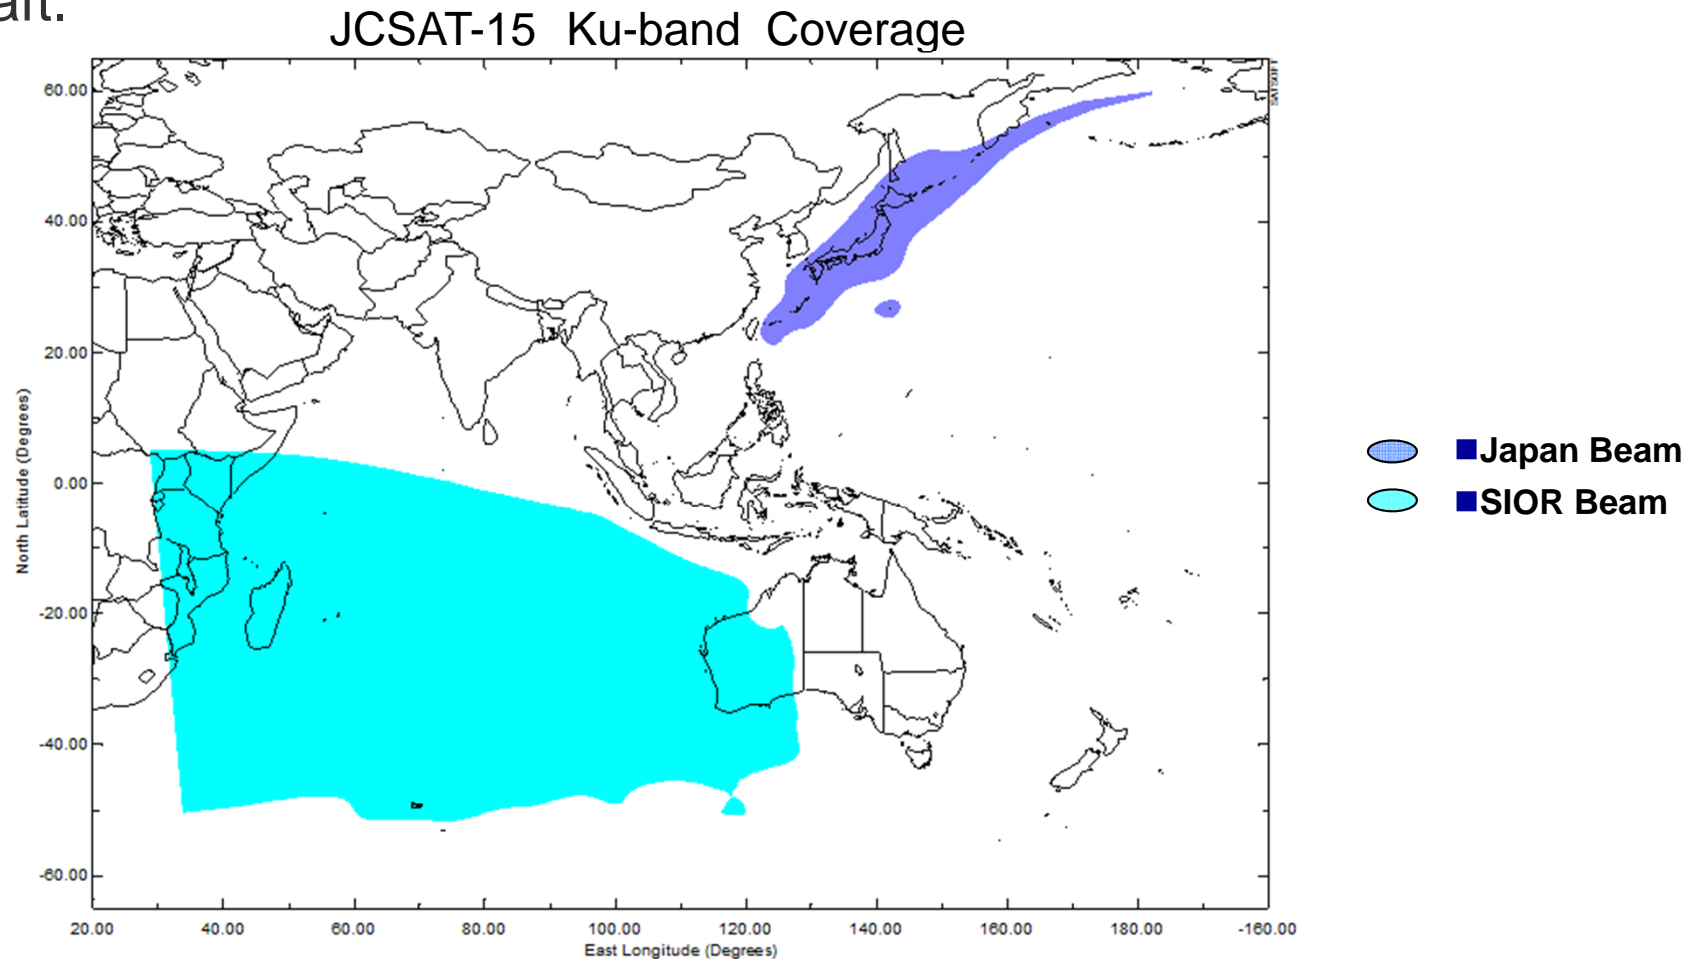 JCSAT-15 Ku-band Coverage
SATSOFT
60.00
40.00
20.00
0.00
-20.00
-40.00
-60.00
North Latitude (Degrees)
20.00 40.00 60.00 80.00 100.00 120.00 140.00 160.00 180.00 -160.00
East Longitude (Degrees)
Japan Beam
SIOR Beam